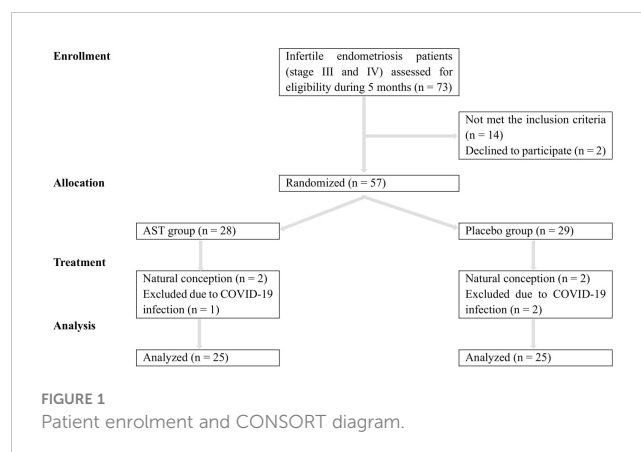 Enrollment
Infertile endometriosis patients
(stage III and IV) assessed for
eligibility during 5 months (n = 73)
Not met the inclusion criteria
(n = 14)
Declined to participate (n = 2)
Allocation
Randomized (n = 57)
AST group (n = 28)
Placebo group (n = 29)
Treatment
Natural conception (n = 2)
Excluded due to COVID-19
infection (n = 1)
Natural conception (n = 2)
Excluded due to COVID-19
infection (n = 2)
Analysis
Analyzed (n = 25)
Analyzed (n = 25)
FIGURE 1
Patient enrolment and CONSORT diagram.